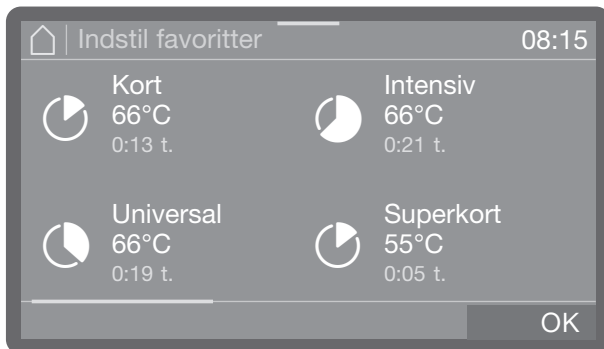 Indstil favoritter 08:15
Kort
66°C
0:13 t.
Intensiv
66°C
0:21 t.
Universal
66°C
0:19 t.
Superkort
55°C
0:05 t.
OK